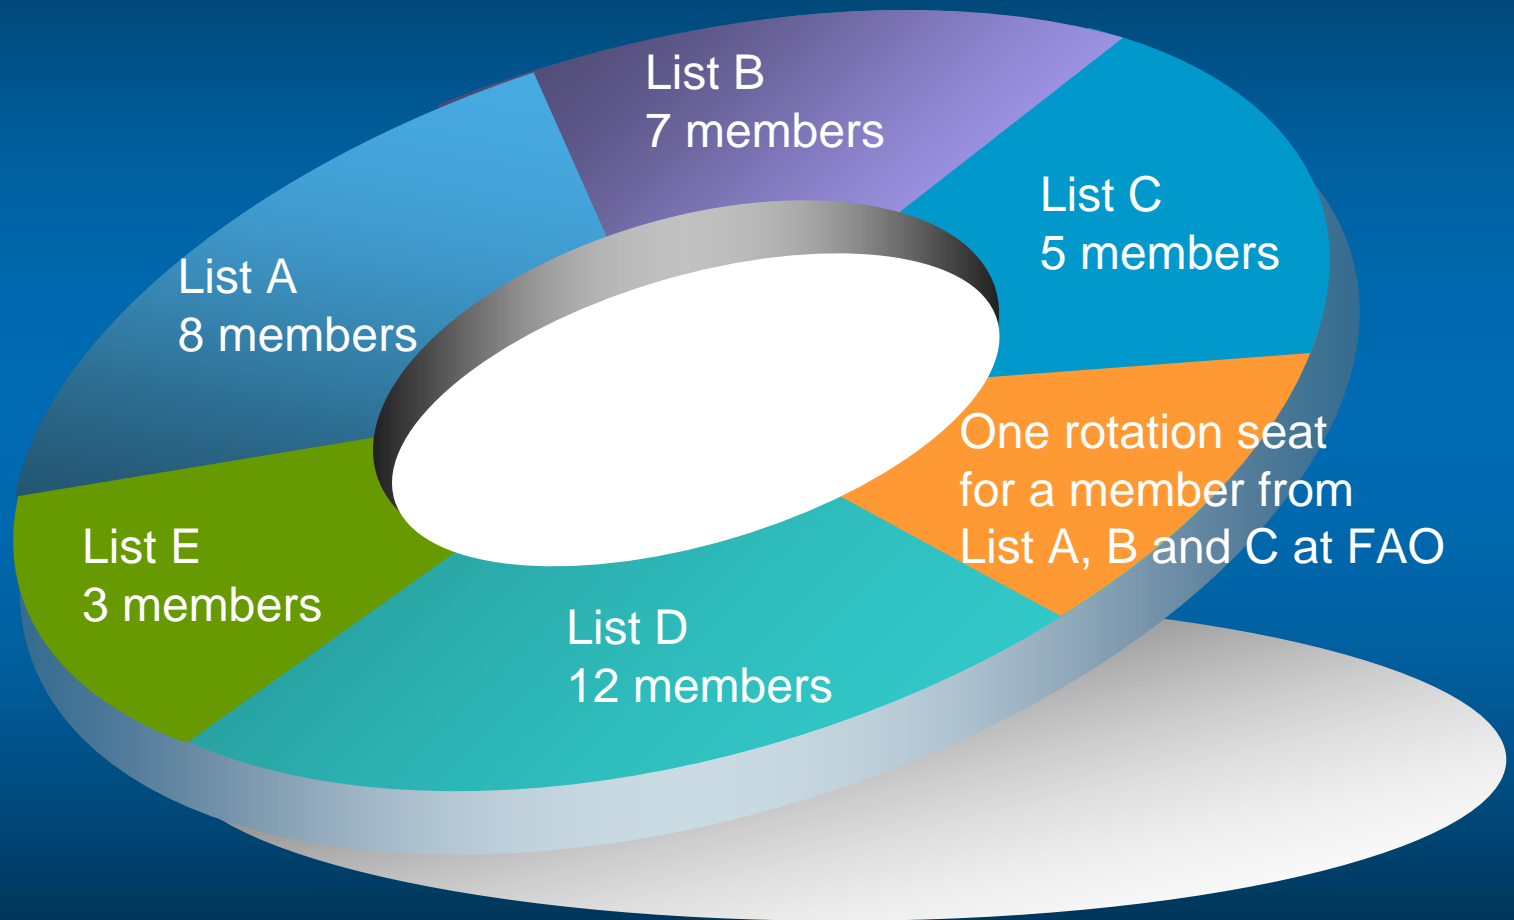 List B
7 members
List C
5 members
List A
8 members
One rotation seat
for a member from
List A, B and C at FAO
List E
3 members
List D
12 members